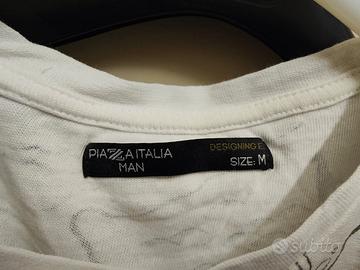 PIAZZA ITALIA
MAN
DESIGNING E
SIZE: M
subito